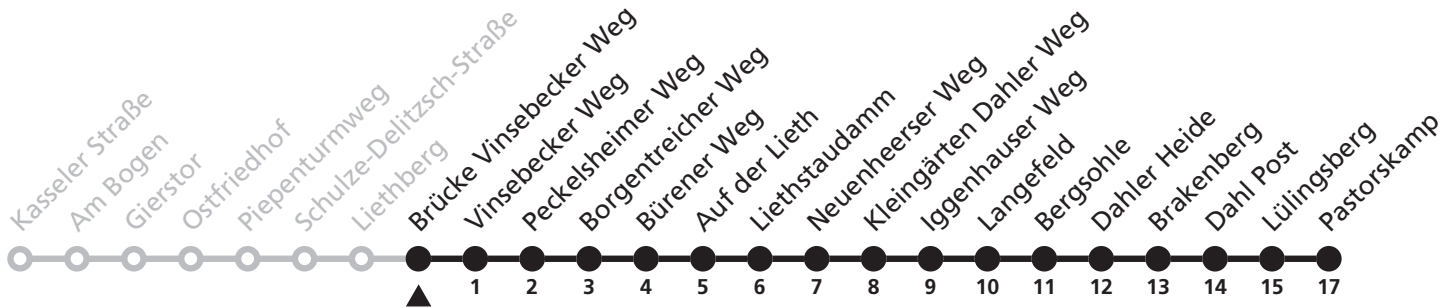 Kasseler Straße
Am Bogen
Gierstor
Ostfriedhof
Piepenturmweg
Schulze-Delitzsch-Straße
Liethberg
Brücke Vinsebecker Weg
Vinsebecker Weg
Peckelsheimer Weg
Borgentreicher Weg
Bürener Weg
Auf der Lieth
Liethstaudamm
Neuenheerser Weg
Kleingärten Dahler Weg
Iggenhauser Weg
Langefeld
Bergsohle
Dahler Heide
Brakenberg
Dahl Post
Lülingsberg
Pastorskamp
1 2 3 4 5 6 7 8 9 10 11 12 13 14 15 17